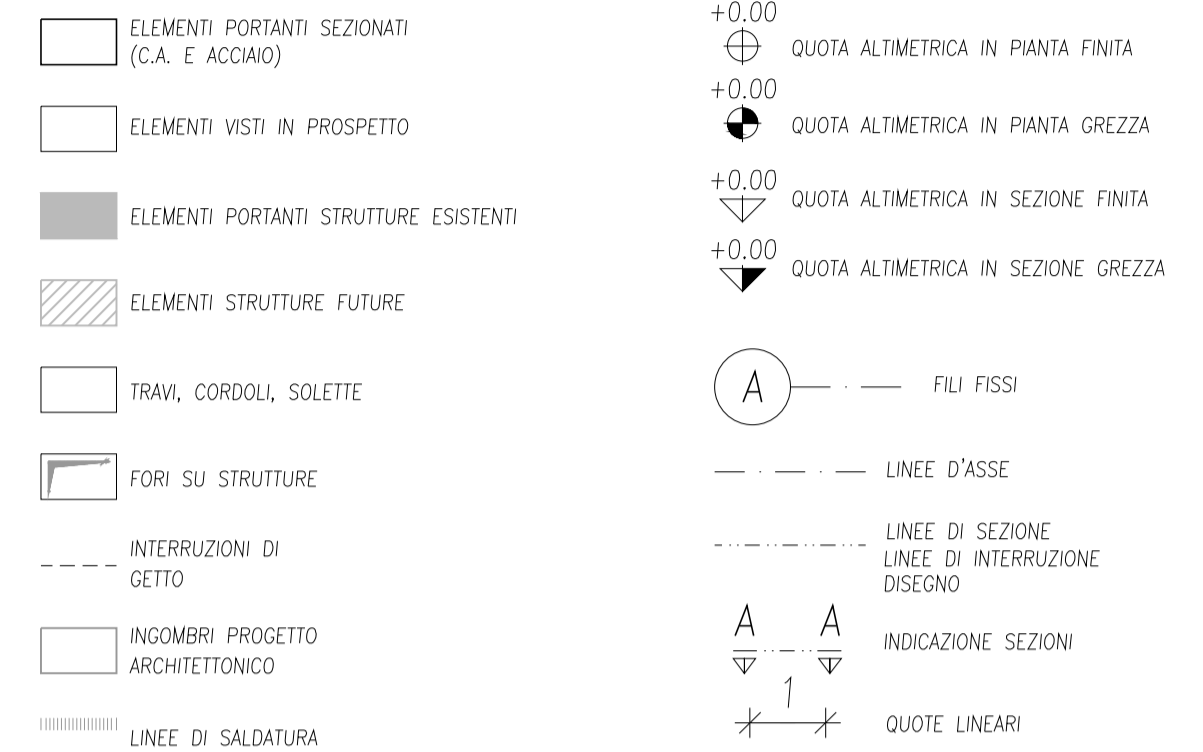 ELEMENTI PORTANTI SEZIONATI
(C.A. E ACCIAIO)
ELEMENTI VISTI IN PROSPETTO
ELEMENTI PORTANTI STRUTTURE ESISTENTI
ELEMENTI STRUTTURE FUTURE
TRAVI, CORDOLI, SOLETTE
FORI SU STRUTTURE
INTERRUZIONI DI
GETTO
INGOMBRI PROGETTO
ARCHITETTONICO
LINEE DI SALDATURA
+0.00
QUOTA ALTIMETRICA IN PIANTA FINITA
+0.00
QUOTA ALTIMETRICA IN PIANTA GREZZA
+0.00
QUOTA ALTIMETRICA IN SEZIONE FINITA
+0.00
QUOTA ALTIMETRICA IN SEZIONE GREZZA
A FILI FISSI
LINEE D'ASSE
LINEE DI SEZIONE
LINEE DI INTERRUZIONE
DISEGNO
A A
INDICAZIONE SEZIONI
1
QUOTE LINEARI